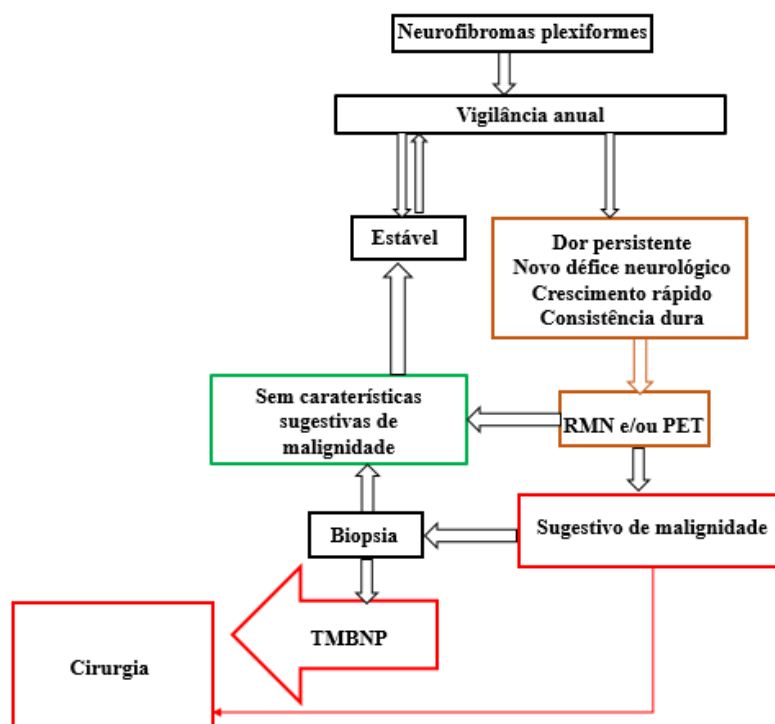 Neurofibromas plexiformes
Vigilância anual
Estável
Dor persistente
Novo défice neurológico
Crescimento rápido
Consistência dura
Sem caraterísticas
sugestivas de
malignidade
RMN e/ou PET
Biopsia
Sugestivo de malignidade
TMBNP
Cirurgia